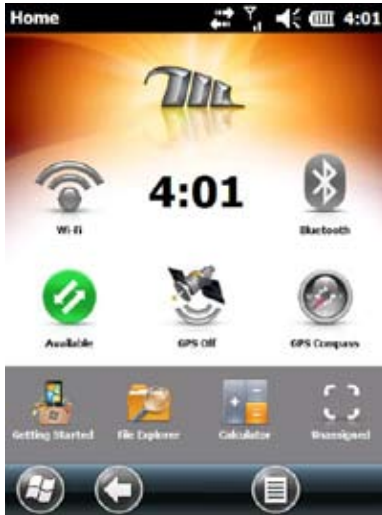 Home 4:01
4:01
Wi-Fi
Bluetooth
Available
GPS Off
GPS Compass
Getting Started
File Explorer
Calculator
Unassigned